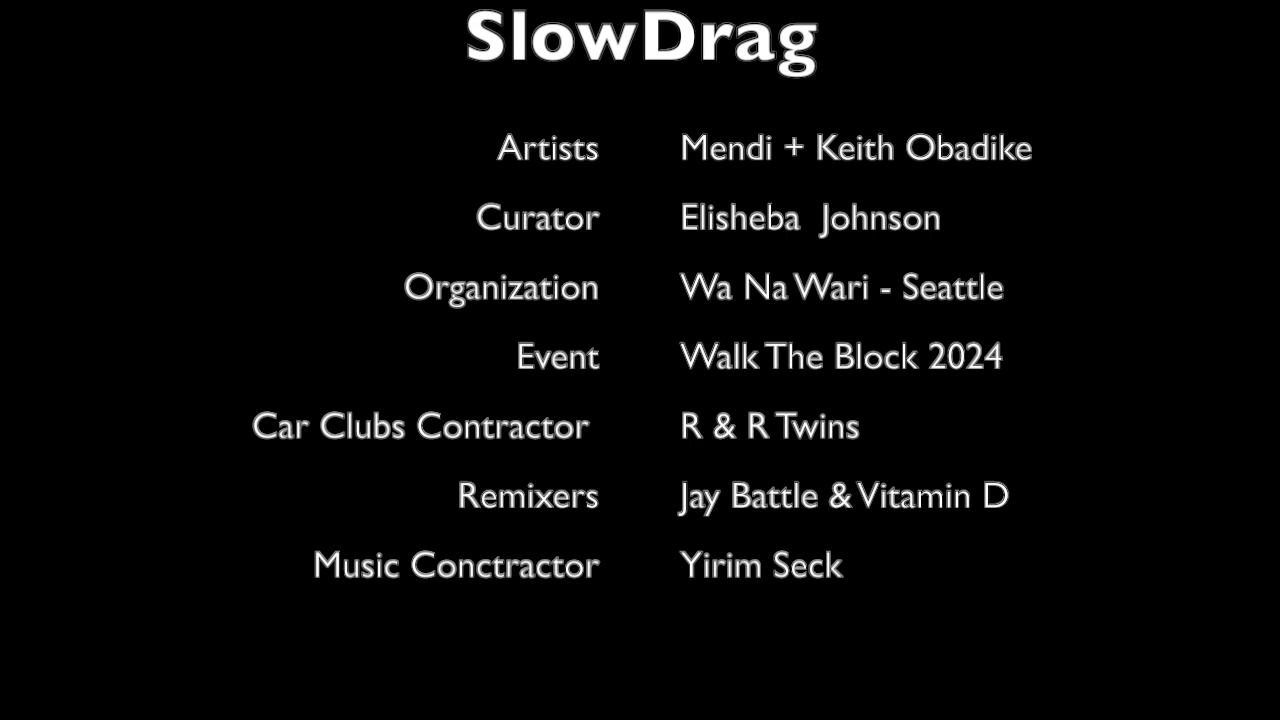 SlowDrag
Artists Mendi + Keith Obadike
Curator Elisheba  Johnson
Organization Wa Na Wari - Seattle
Event Walk The Block 2024
Car Clubs Contractor R & R Twins
Remixers Jay Battle & Vitamin D
Music Conctractor Yirim Seck